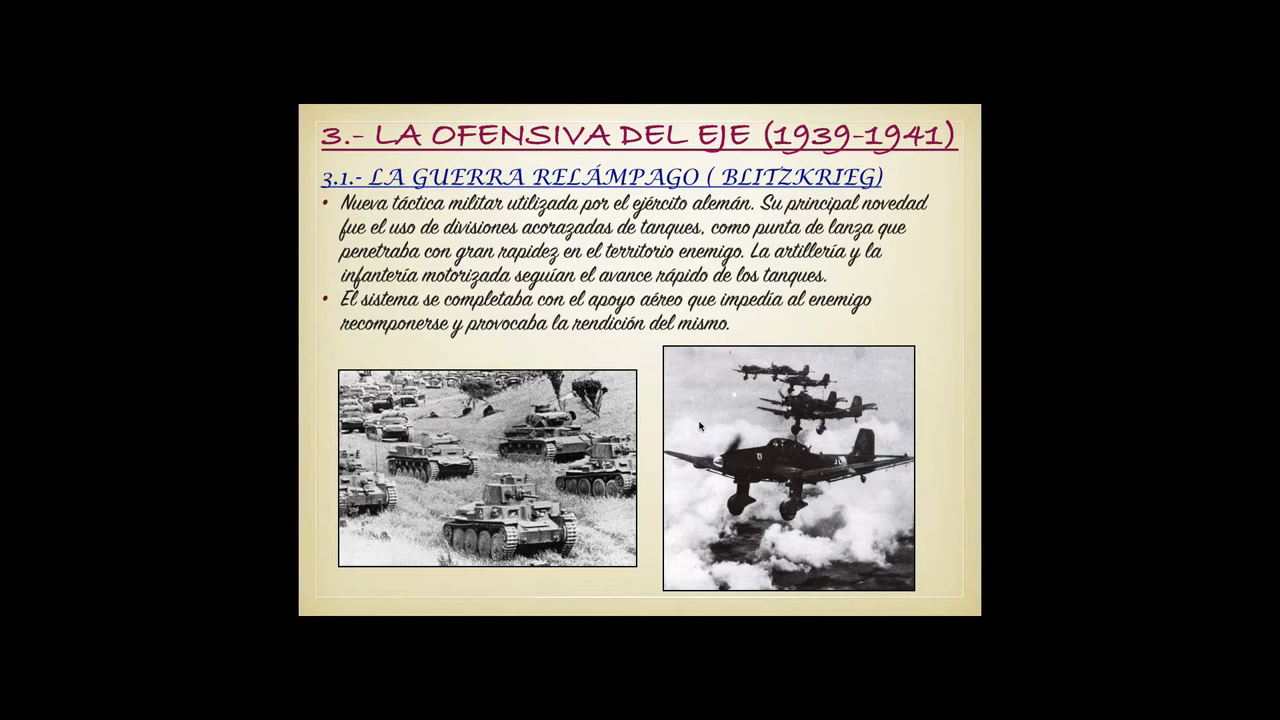 3.- LA OFENSIVA DEL EJE (1939-1941)
3.1.- LA GUERRA RELÁMPAGO ( BLITZKRIEG)
• Nueva táctica militar utilizada por el ejército alemán. Su principal novedad
fue el uso de divisiones acorazadas de tanques, como punta de lanza que
penetraba con gran rapidez en el territorio enemigo. La artillería y la
infantería motorizada seguían el avance rápido de los tanques.
• El sistema se completaba con el apoyo aéreo que impedía al enemigo
recomponerse y provocaba la rendición del mismo.